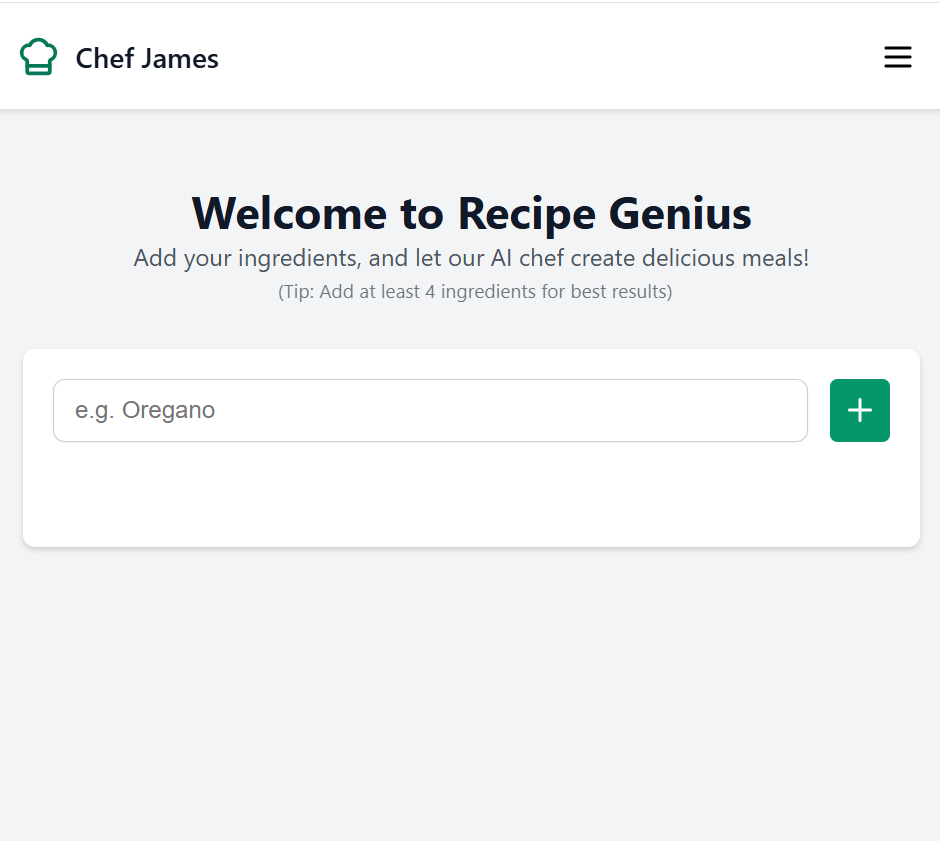 Chef James
Welcome to Recipe Genius
Add your ingredients, and let our AI chef create delicious meals!
(Tip: Add at least 4 ingredients for best results)
e.g. Oregano